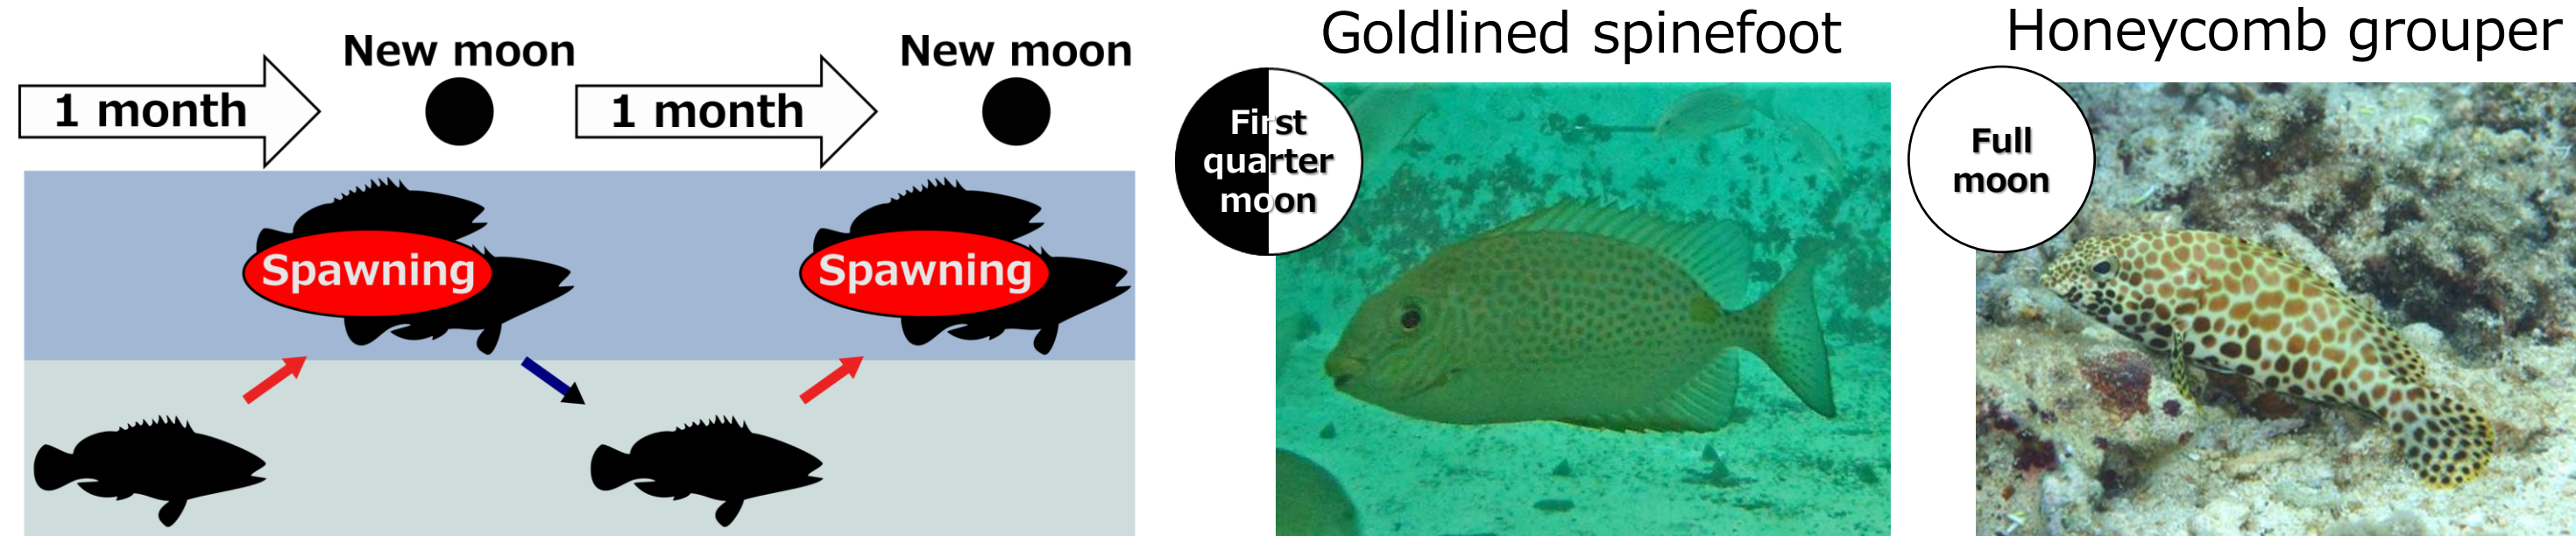 New moon
1 month
Spawning
New moon
1 month
Spawning
Goldlined spinefoot
First
quarter
moon
Honeycomb grouper
Full
moon